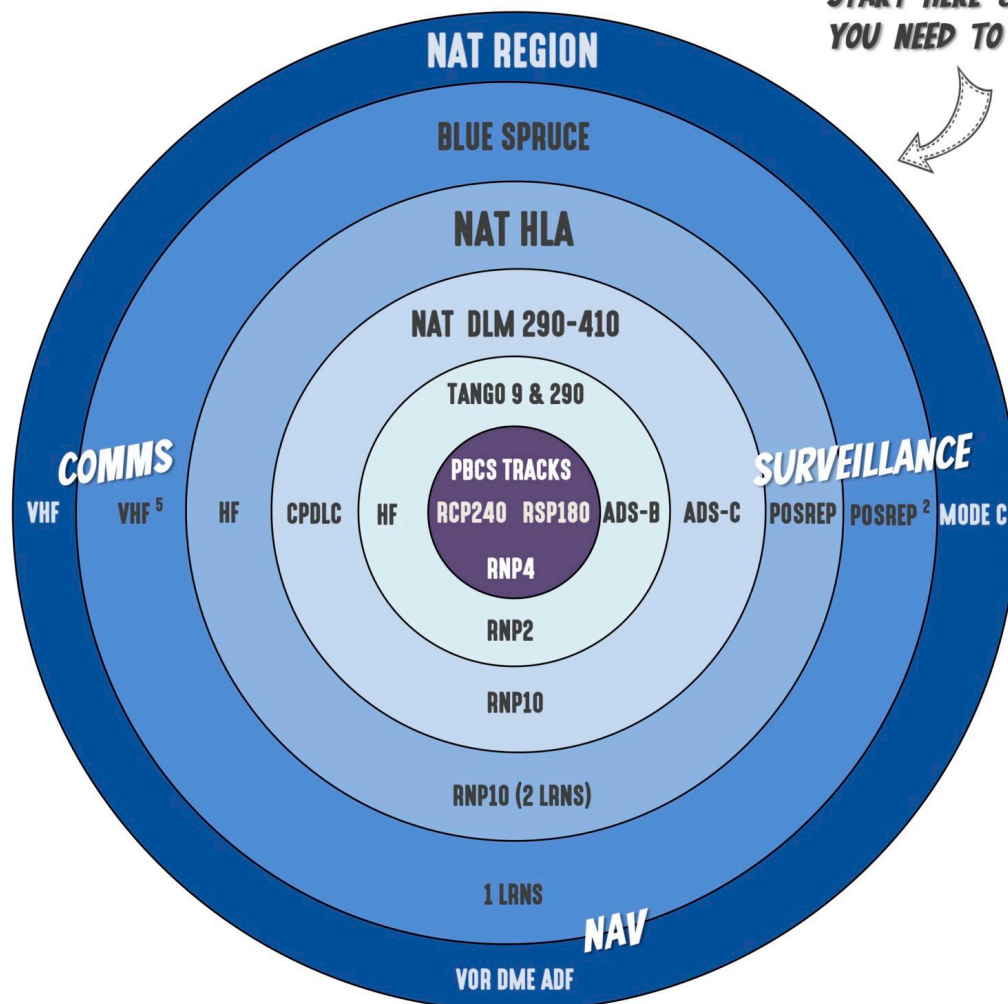 START HERE
YOU NEED TO
NAT REGION
BLUE SPRUCE
NAT HLA
NAT DLM 290-410
TANGO 9 & 290
PBCS TRACKS
COMMS
SURVEILLANCE
VHF VHF 5 HF CPDLC HF RCP240 RSP180 ADS-B ADS-C POSREP POSREP 2 MODE C
RNP4
RNP2
RNP10
RNP10 (2 LRNS)
1 LRNS
NAV
VOR DME ADF